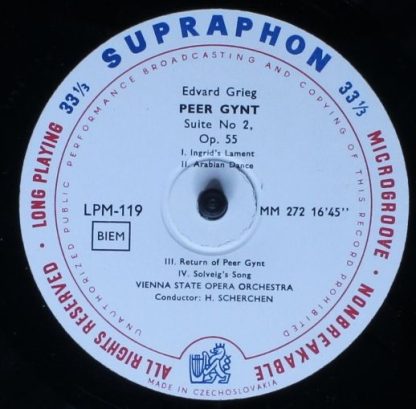 SUPRAPHON
LONG PLAYING 33⅓
33⅓ MICROGROOVE · NONBREAKABLE
ALL RIGHTS RESERVED ·
UNAUTHORIZED PUBLIC PERFORMANCE BROADCASTING AND COPYING OF THIS RECORD PROHIBITED
Edvard Grieg
PEER GYNT
Suite No 2,
Op. 55
I. Ingrid's Lament
II. Arabian Dance
LPM-119
MM 272 16'45''
BIEM
III. Return of Peer Gynt
IV. Solveig's Song
VIENNA STATE OPERA ORCHESTRA
Conductor: H. SCHERCHEN
MADE IN CZECHOSLOVAKIA